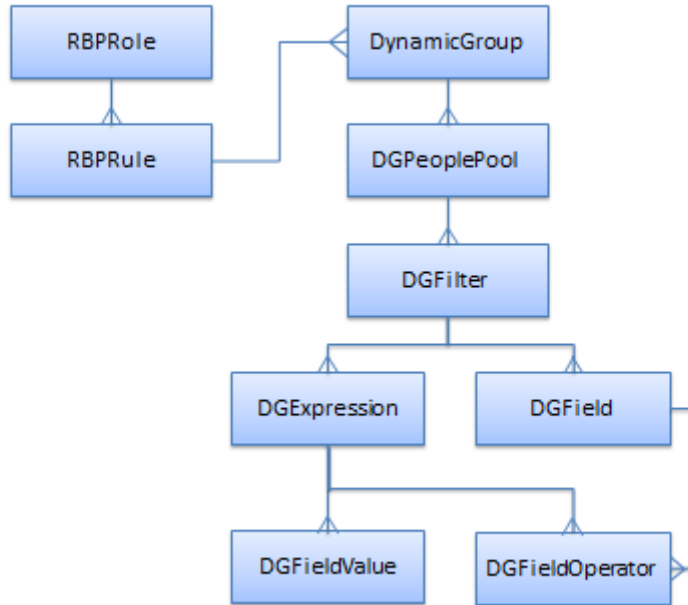 RBPRole
DynamicGroup
RBPRule
DGPeoplePool
DGFilter
DGExpression
DGField
DGFieldValue
DGFieldOperator